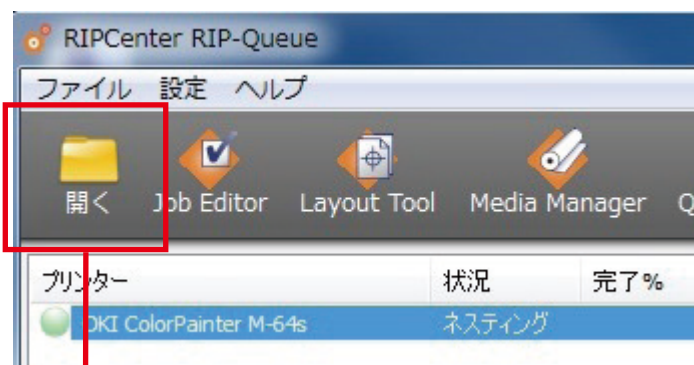 RIPCenter RIP-Queue
ファイル 設定 ヘルプ
開く Job Editor Layout Tool Media Manager Q
プリンター 状況 完了%
OKI ColorPainter M-64s ネスティング